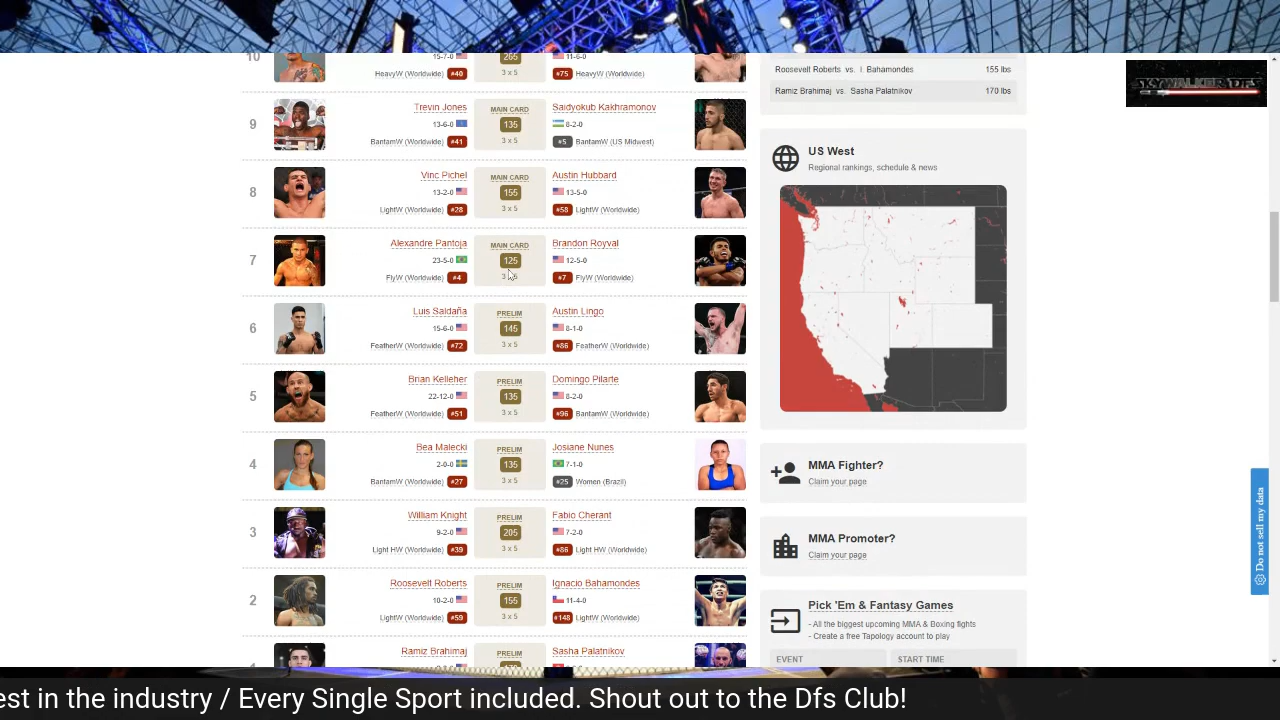 10
15-7-0
205
11-6-0
3 x 5
HeavyW (Worldwide) #40
#75 HeavyW (Worldwide)
9
Trevin Jones
MAIN CARD
Saidyokub Kakhramonov
13-6-0
135
8-2-0
BantamW (Worldwide) #41
3 x 5
#5 BantamW (US Midwest)
8
Vinc Pichel
MAIN CARD
Austin Hubbard
13-2-0
155
13-5-0
LightW (Worldwide) #28
3 x 5
#58 LightW (Worldwide)
7
Alexandre Pantoja
MAIN CARD
Brandon Royval
23-5-0
125
12-5-0
FlyW (Worldwide) #4
3 x 5
#7 FlyW (Worldwide)
6
Luis Saldaña
PRELIM
Austin Lingo
15-6-0
145
8-1-0
FeatherW (Worldwide) #72
3 x 5
#86 FeatherW (Worldwide)
5
Brian Kelleher
PRELIM
Domingo Pilarte
22-12-0
135
8-2-0
FeatherW (Worldwide) #51
3 x 5
#96 BantamW (Worldwide)
4
Bea Malecki
PRELIM
Josiane Nunes
2-0-0
135
7-1-0
BantamW (Worldwide) #27
3 x 5
#25 Women (Brazil)
3
William Knight
PRELIM
Fabio Cherant
9-2-0
205
7-2-0
Light HW (Worldwide) #39
3 x 5
#86 Light HW (Worldwide)
2
Roosevelt Roberts
PRELIM
Ignacio Bahamondes
10-2-0
155
11-4-0
LightW (Worldwide) #59
3 x 5
#148 LightW (Worldwide)
Ramiz Brahimaj
PRELIM
Sasha Palatnikov
Roosevelt Roberts vs. I. Bahamondes 155 lbs
Ramiz Brahimaj vs. Sasha Palatnikov 170 lbs
US West
Regional rankings, schedule & news
MMA Fighter?
Claim your page
MMA Promoter?
Claim your page
Pick 'Em & Fantasy Games
- All the biggest upcoming MMA & Boxing fights
- Create a free Tapology account to play
EVENT
START TIME
SKYWALKER DFS
Do not sell my data
est in the industry / Every Single Sport included. Shout out to the Dfs Club!